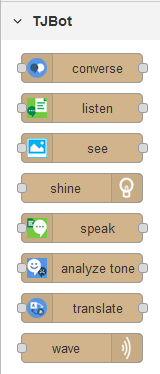 TJBot
converse
listen
see
shine
speak
analyze tone
translate
wave